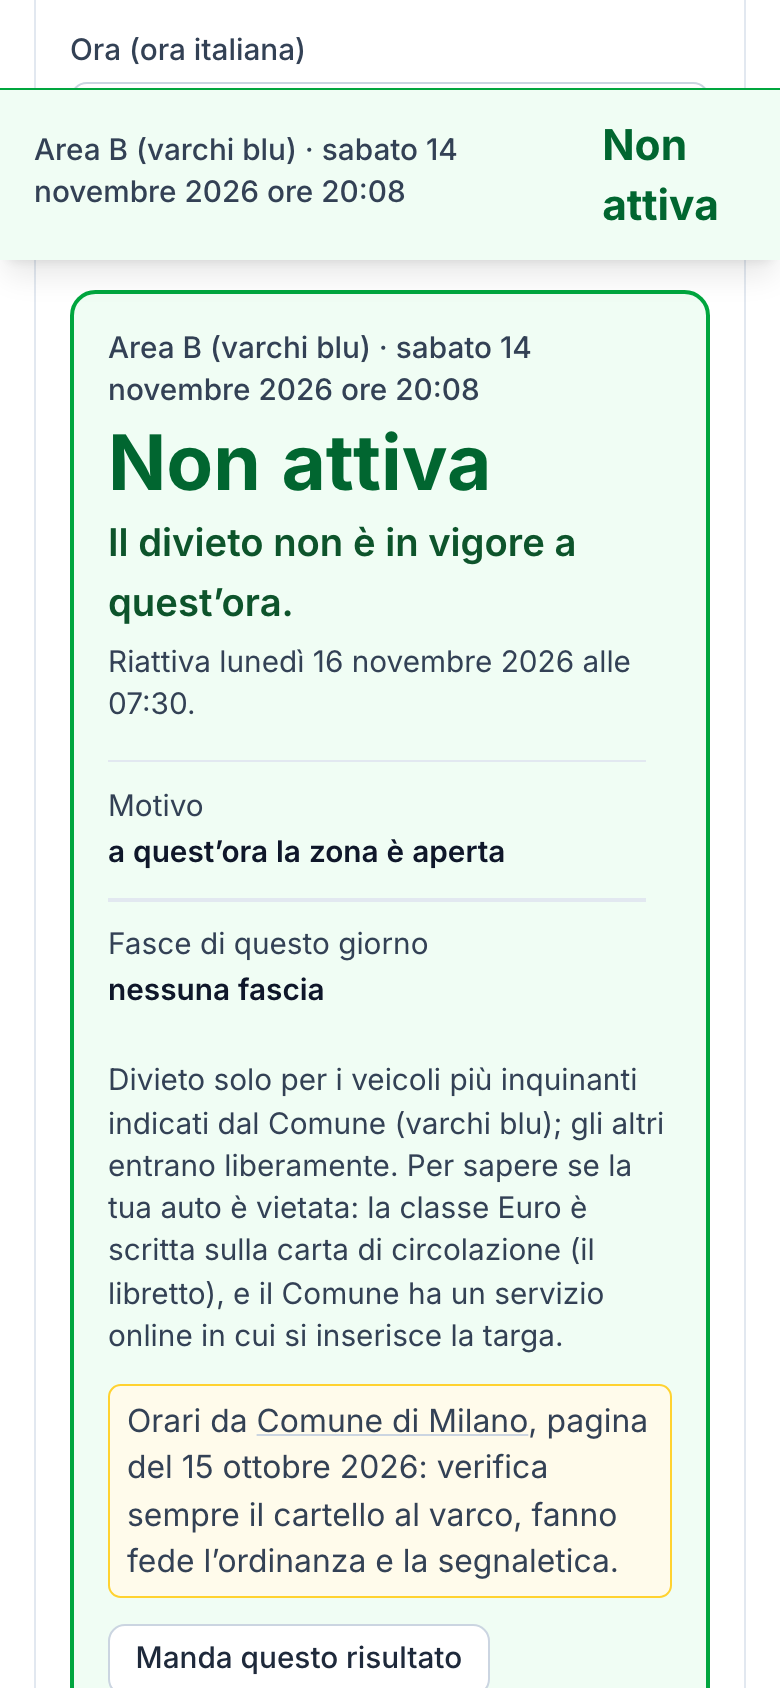 Ora (ora italiana)
Area B (varchi blu) · sabato 14
novembre 2026 ore 20:08
Non
attiva
Area B (varchi blu) · sabato 14
novembre 2026 ore 20:08
Non attiva
Il divieto non è in vigore a
quest’ora.
Riattiva lunedì 16 novembre 2026 alle
07:30.
Motivo
a quest’ora la zona è aperta
Fasce di questo giorno
nessuna fascia
Divieto solo per i veicoli più inquinanti
indicati dal Comune (varchi blu); gli altri
entrano liberamente. Per sapere se la
tua auto è vietata: la classe Euro è
scritta sulla carta di circolazione (il
libretto), e il Comune ha un servizio
online in cui si inserisce la targa.
Orari da Comune di Milano, pagina
del 15 ottobre 2026: verifica
sempre il cartello al varco, fanno
fede l’ordinanza e la segnaletica.
Manda questo risultato